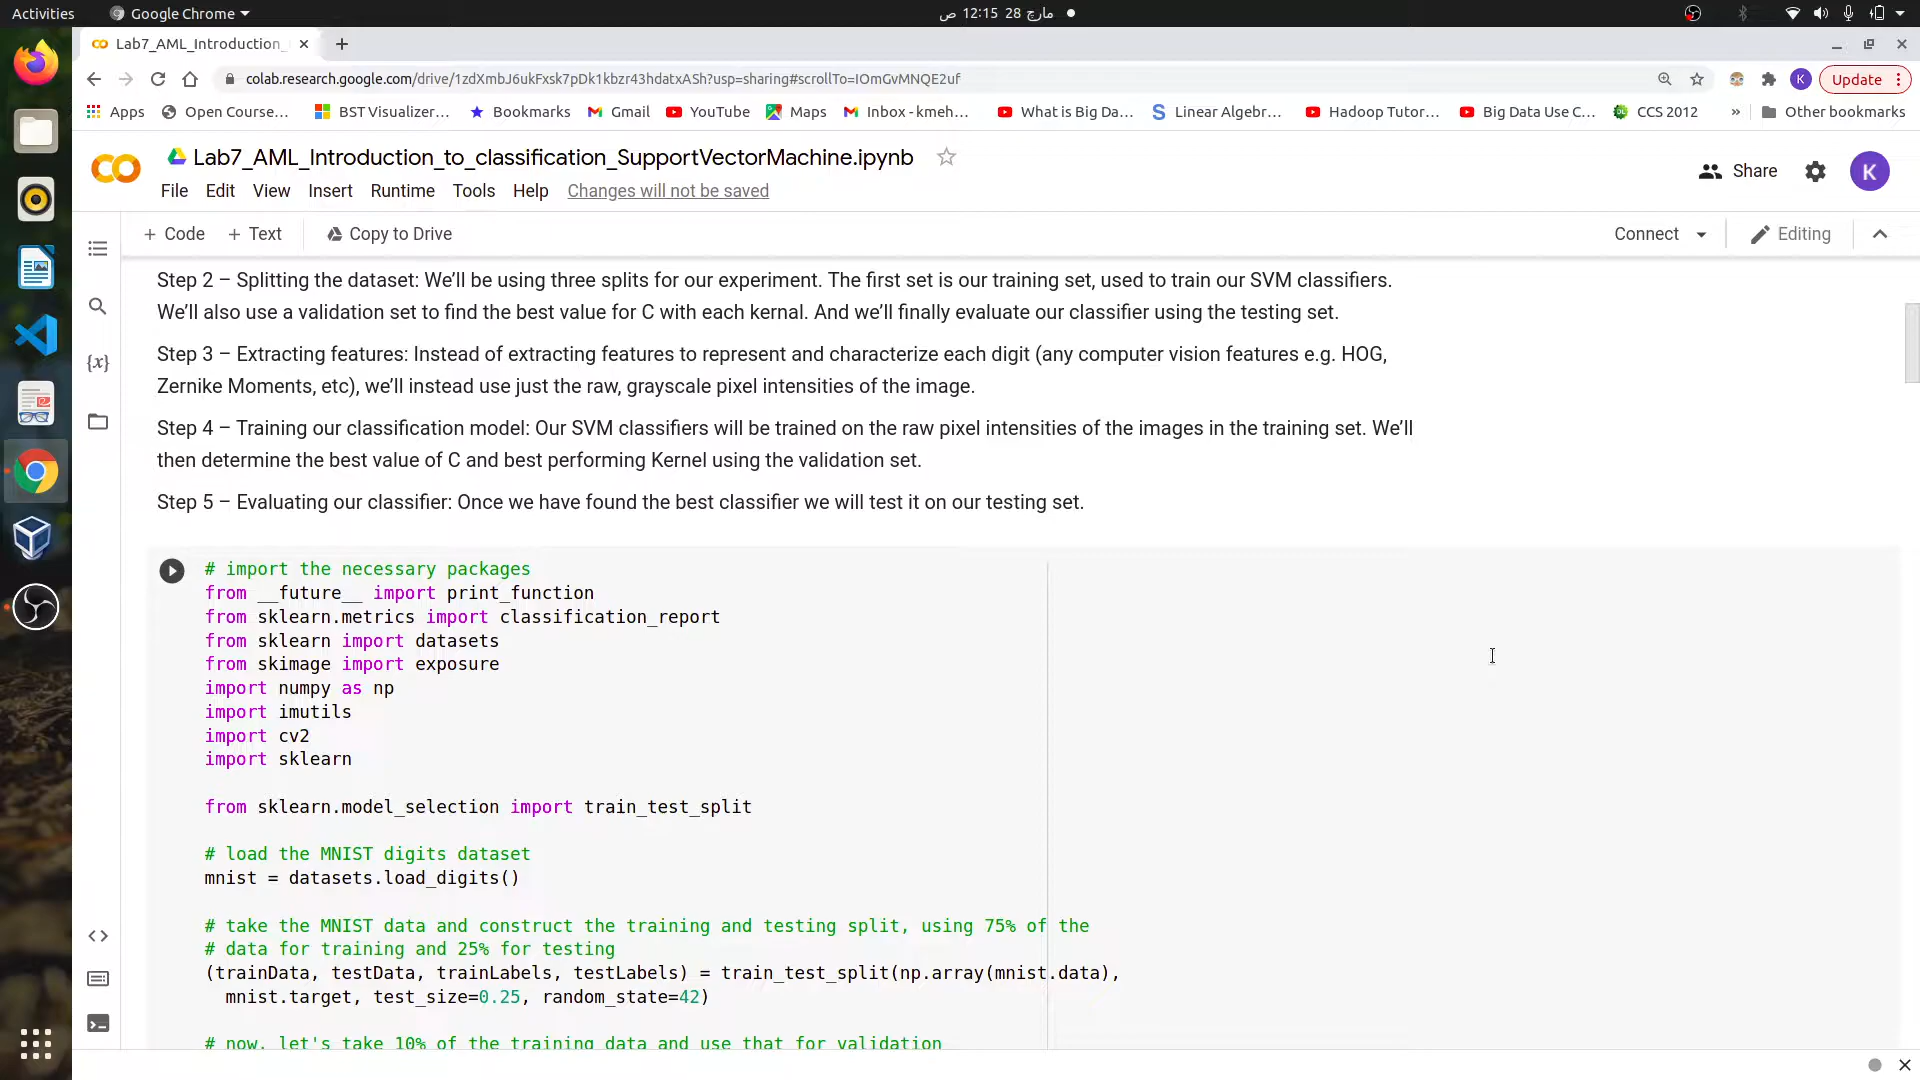 Activities
Google Chrome
مارچ 28 12:15 ص
Lab7_AML_Introduction_
colab.research.google.com/drive/1zdXmbJ6ukFxsk7pDk1kbzr43hdatxASh?usp=sharing#scrollTo=IOmGvMNQE2uf
K
Update
Apps
Open Course...
BST Visualizer...
Bookmarks
Gmail
YouTube
Maps
Inbox - kmeh...
What is Big Da...
Linear Algebr...
Hadoop Tutor...
Big Data Use C...
CCS 2012
»
Other bookmarks
Lab7_AML_Introduction_to_classification_SupportVectorMachine.ipynb
File Edit View Insert Runtime Tools Help Changes will not be saved
Share
K
+ Code + Text Copy to Drive
Connect
Editing
Step 2 – Splitting the dataset: We’ll be using three splits for our experiment. The first set is our training set, used to train our SVM classifiers.
We’ll also use a validation set to find the best value for C with each kernal. And we’ll finally evaluate our classifier using the testing set.
Step 3 – Extracting features: Instead of extracting features to represent and characterize each digit (any computer vision features e.g. HOG,
Zernike Moments, etc), we’ll instead use just the raw, grayscale pixel intensities of the image.
Step 4 – Training our classification model: Our SVM classifiers will be trained on the raw pixel intensities of the images in the training set. We’ll
then determine the best value of C and best performing Kernel using the validation set.
Step 5 – Evaluating our classifier: Once we have found the best classifier we will test it on our testing set.
{x}
# import the necessary packages
from __future__ import print_function
from sklearn.metrics import classification_report
from sklearn import datasets
from skimage import exposure
import numpy as np
import imutils
import cv2
import sklearn
from sklearn.model_selection import train_test_split
# load the MNIST digits dataset
mnist = datasets.load_digits()
# take the MNIST data and construct the training and testing split, using 75% of the
# data for training and 25% for testing
(trainData, testData, trainLabels, testLabels) = train_test_split(np.array(mnist.data),
mnist.target, test_size=0.25, random_state=42)
# now, let's take 10% of the training data and use that for validation